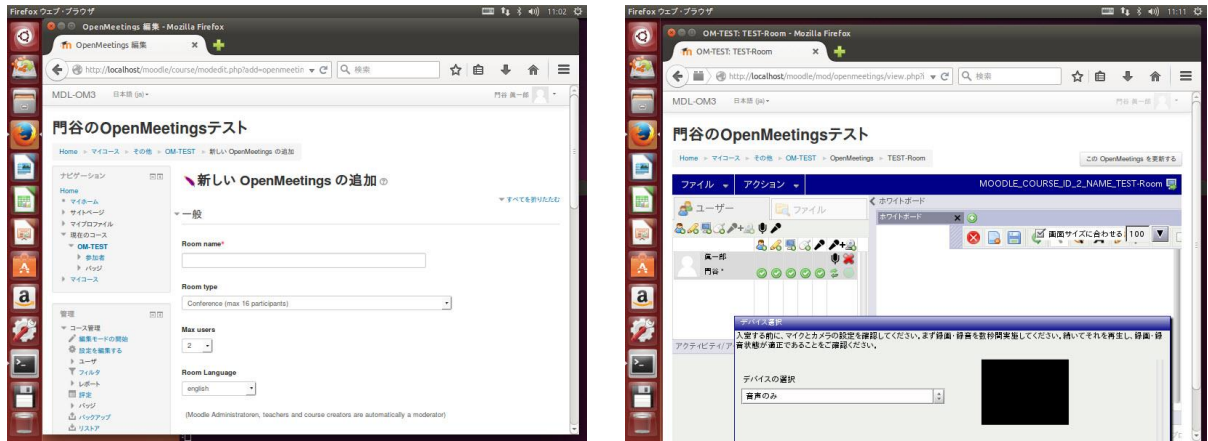 Firefox ウェブ・ブラウザ
11:02
OpenMeetings 編集 - Mozilla Firefox
OpenMeetings 編集
http://localhost/moodle/course/modedit.php?add=openmeetin
検索
MDL-OM3
日本語 (ja)
門谷 眞一郎
門谷のOpenMeetingsテスト
Home
マイコース
その他
OM-TEST
新しい OpenMeetings の追加
ナビゲーション
Home
マイホーム
サイトページ
マイプロファイル
現在のコース
OM-TEST
参加者
バッジ
マイコース
管理
コース管理
編集モードの開始
設定を編集する
ユーザ
フィルタ
レポート
評定
バッジ
バックアップ
リストア
新しい OpenMeetings の追加
すべてを折りたたむ
一般
Room name*
Room type
Conference (max 16 participants)
Max users
2
Room Language
english
(Moodle Administratoren, teachers and course creators are automatically a moderator)
Firefox ウェブ・ブラウザ
11:11
OM-TEST: TEST-Room - Mozilla Firefox
OM-TEST: TEST-Room
http://localhost/moodle/mod/openmeetings/view.php?i
検索
MDL-OM3
日本語 (ja)
門谷 眞一郎
門谷のOpenMeetingsテスト
Home
マイコース
その他
OM-TEST
OpenMeetings
TEST-Room
この OpenMeetings を更新する
ファイル
アクション
MOODLE_COURSE_ID_2_NAME_TEST-Room
ユーザー
ファイル
ホワイトボード
ホワイトボード
画面サイズに合わせる
100
眞一郎
門谷 *
アクティビティ/ア
デバイス選択
入室する前に、マイクとカメラの設定を確認してください。まず録画・録音を数秒間実施してください。続いてそれを再生し、録画・録
音状態が適正であることをご確認ください。
デバイスの選択
音声のみ